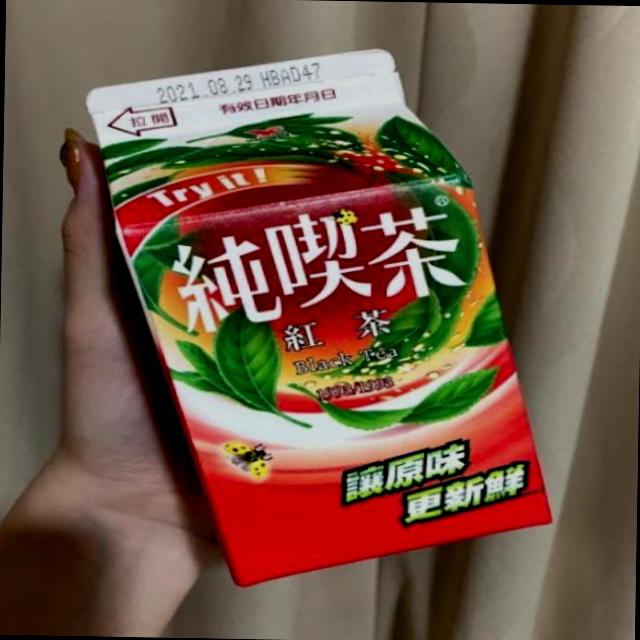 2021.08.29 HBAD47
有效日期年月日
拉開
Try it!
純喫茶®
紅茶
Black Tea
讓原味
更新鮮